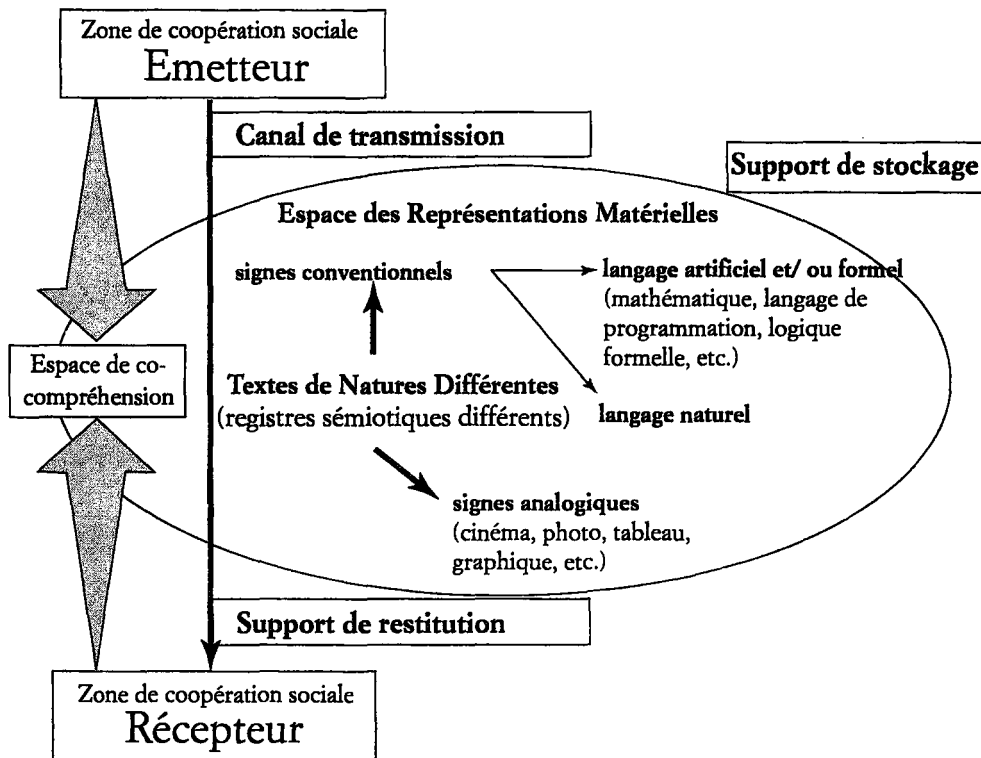 Zone de coopération sociale
Emetteur
Canal de transmission
Support de stockage
Espace des Représentations Matérielles
signes conventionnels
langage artificiel et/ ou formel
(mathématique, langage de
programmation, logique
formelle, etc.)
Espace de co-
compréhension
Textes de Natures Différentes
(registres sémiotiques différents)
langage naturel
signes analogiques
(cinéma, photo, tableau,
graphique, etc.)
Support de restitution
Zone de coopération sociale
Récepteur